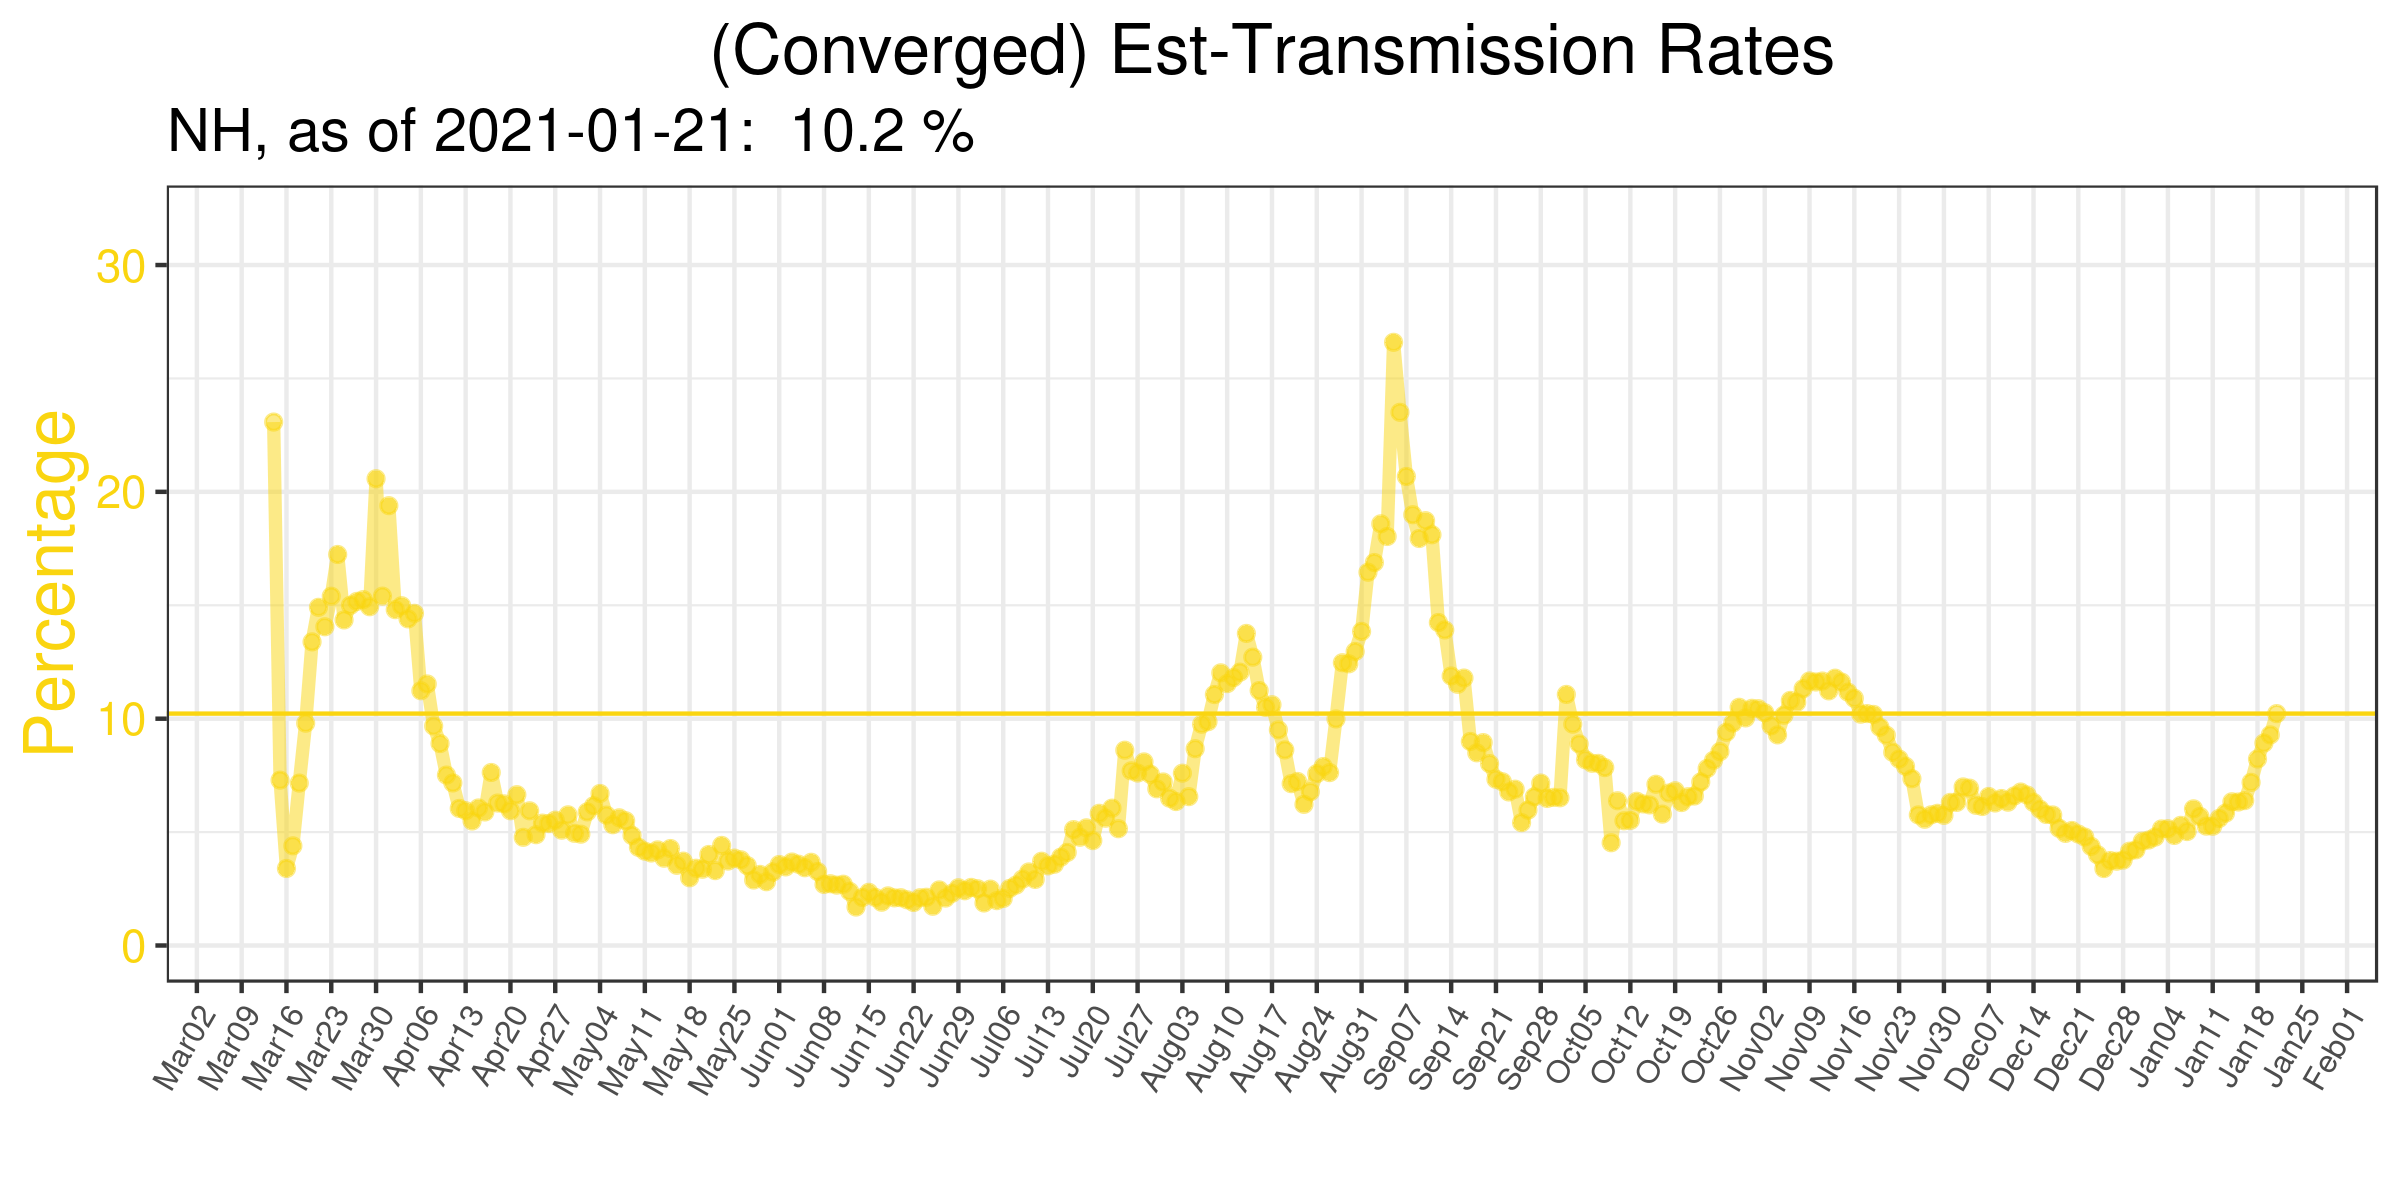 (Converged) Est-Transmission Rates
NH, as of 2021-01-21:  10.2 %
Percentage
30
20
10
0
Mar02
Mar09
Mar16
Mar23
Mar30
Apr06
Apr13
Apr20
Apr27
May04
May11
May18
May25
Jun01
Jun08
Jun15
Jun22
Jun29
Jul06
Jul13
Jul20
Jul27
Aug03
Aug10
Aug17
Aug24
Aug31
Sep07
Sep14
Sep21
Sep28
Oct05
Oct12
Oct19
Oct26
Nov02
Nov09
Nov16
Nov23
Nov30
Dec07
Dec14
Dec21
Dec28
Jan04
Jan11
Jan18
Jan25
Feb01